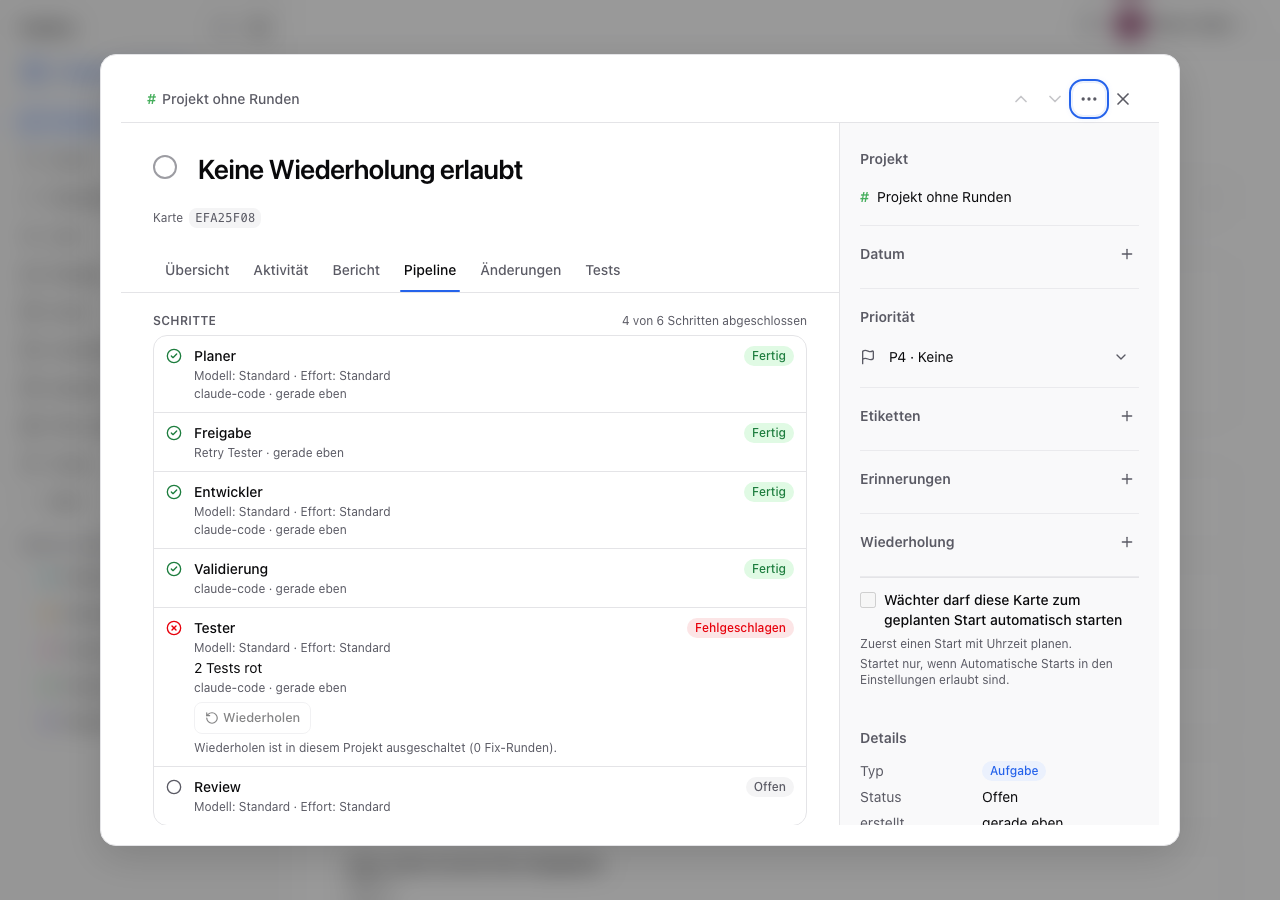 # Projekt ohne Runden
Keine Wiederholung erlaubt
Karte EFA25F08
Übersicht Aktivität Bericht Pipeline Änderungen Tests
SCHRITTE 4 von 6 Schritten abgeschlossen
Planer Fertig
Modell: Standard · Effort: Standard
claude-code · gerade eben
Freigabe Fertig
Retry Tester · gerade eben
Entwickler Fertig
Modell: Standard · Effort: Standard
claude-code · gerade eben
Validierung Fertig
claude-code · gerade eben
Tester Fehlgeschlagen
Modell: Standard · Effort: Standard
2 Tests rot
claude-code · gerade eben
Wiederholen
Wiederholen ist in diesem Projekt ausgeschaltet (0 Fix-Runden).
Review Offen
Modell: Standard · Effort: Standard
Projekt
# Projekt ohne Runden
Datum
Priorität
P4 · Keine
Etiketten
Erinnerungen
Wiederholung
Wächter darf diese Karte zum
geplanten Start automatisch starten
Zuerst einen Start mit Uhrzeit planen.
Startet nur, wenn Automatische Starts in den
Einstellungen erlaubt sind.
Details
Typ Aufgabe
Status Offen
erstellt gerade eben